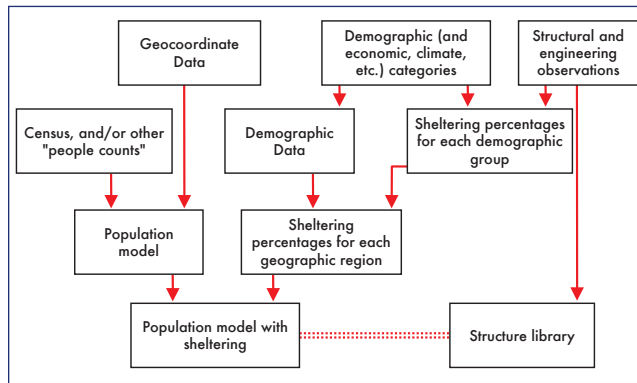 Geocoordinate
Data
Demographic (and
economic, climate,
etc.) categories
Structural and
engineering
observations
Census, and/or other
"people counts"
Demographic
Data
Sheltering percentages
for each demographic
group
Population
model
Sheltering
percentages for each
geographic region
Population model with
sheltering
Structure library